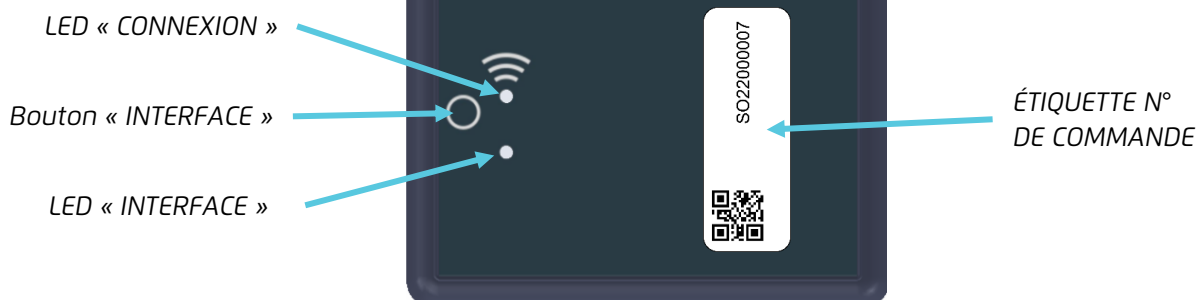 LED « CONNEXION »
Bouton « INTERFACE »
LED « INTERFACE »
SO22000007
ÉTIQUETTE N°
DE COMMANDE